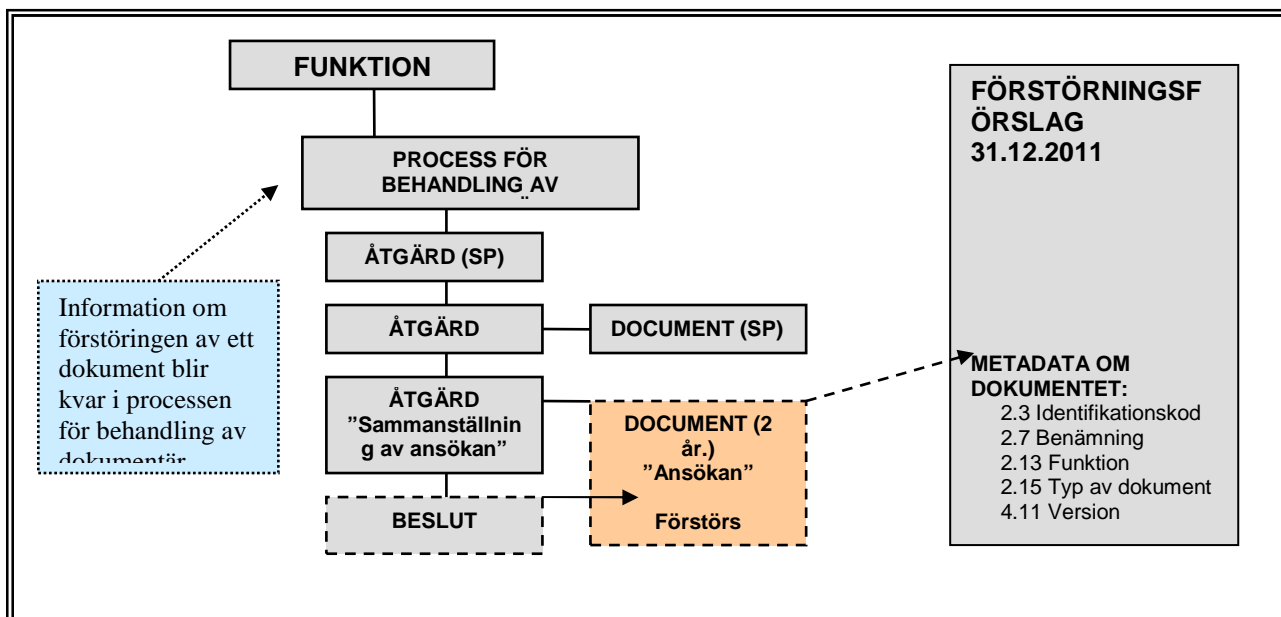 FUNKTION
PROCESS FÖR
BEHANDLING AV
ÅTGÄRD (SP)
ÅTGÄRD
DOCUMENT (SP)
ÅTGÄRD
”Sammanställnin
g av ansökan”
DOCUMENT (2
år.)
”Ansökan”
Förstörs
BESLUT
Information om
förstöringen av ett
dokument blir
kvar i processen
för behandling av
dokumentär
FÖRSTÖRNINGSF
ÖRSLAG
31.12.2011
METADATA OM
DOKUMENTET:
2.3 Identifikationskod
2.7 Benämning
2.13 Funktion
2.15 Typ av dokument
4.11 Version